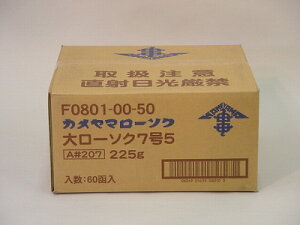 取扱注意
直射日光厳禁
F0801-00-50
カメヤマローソク
大ローソク7号5
A#207 225g
入数:60函入